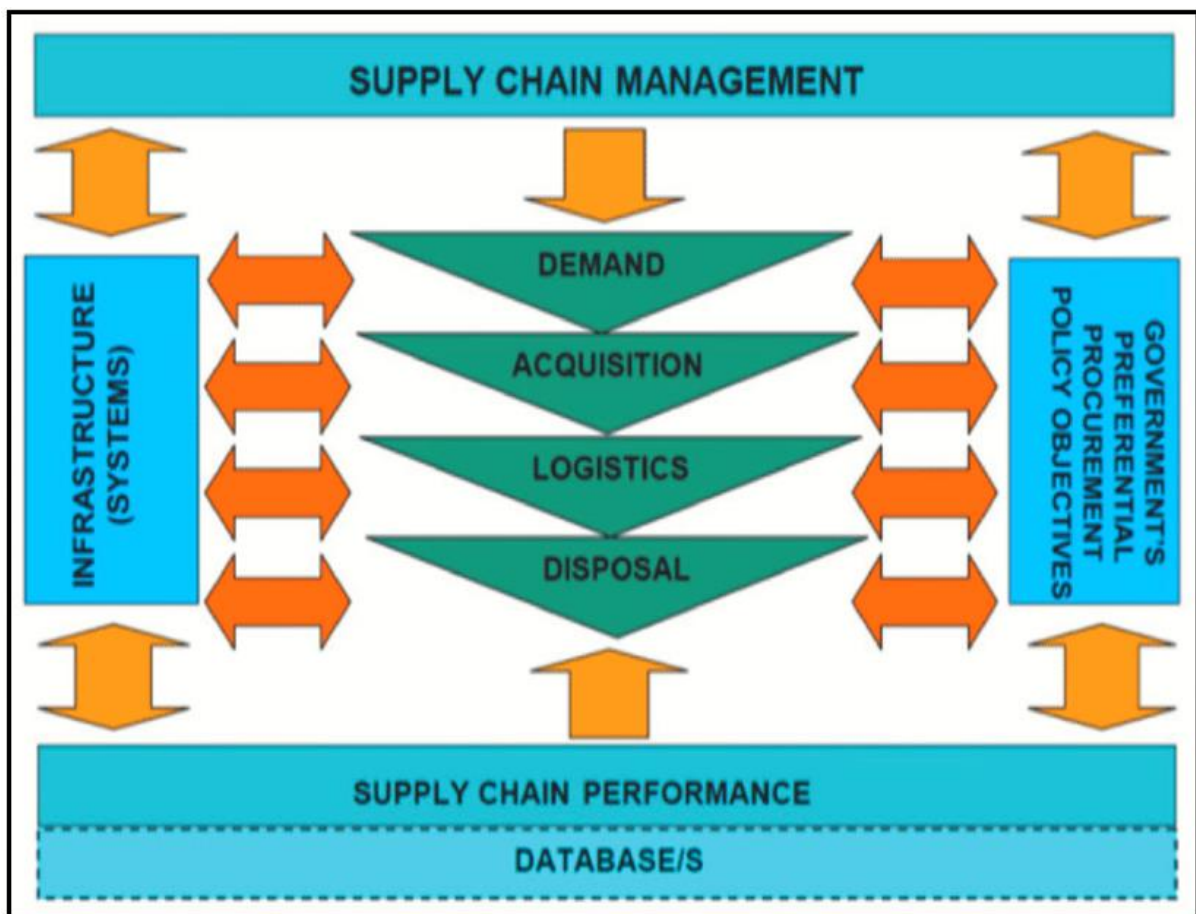 SUPPLY CHAIN MANAGEMENT
DEMAND
ACQUISITION
LOGISTICS
DISPOSAL
INFRASTRUCTURE
(SYSTEMS)
GOVERNMENT'S
PREFERENTIAL
PROCUREMENT
POLICY OBJECTIVES
SUPPLY CHAIN PERFORMANCE
DATABASE/S